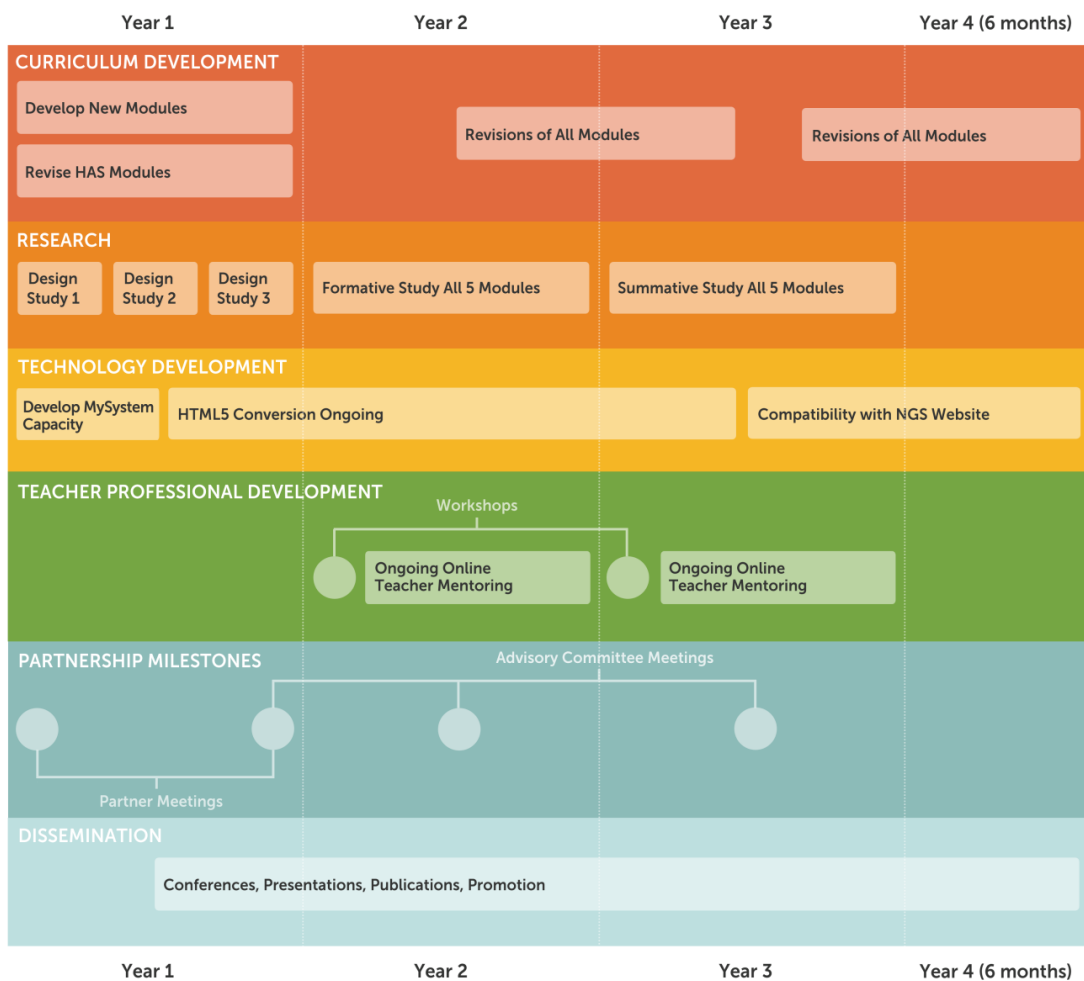 Year 1
Year 2
Year 3
Year 4 (6 months)
CURRICULUM DEVELOPMENT
Develop New Modules
Revise HAS Modules
Revisions of All Modules
Revisions of All Modules
RESEARCH
Design
Study 1
Design
Study 2
Design
Study 3
Formative Study All 5 Modules
Summative Study All 5 Modules
TECHNOLOGY DEVELOPMENT
Develop MySystem
Capacity
HTML5 Conversion Ongoing
Compatibility with NGS Website
TEACHER PROFESSIONAL DEVELOPMENT
Workshops
Ongoing Online
Teacher Mentoring
Ongoing Online
Teacher Mentoring
PARTNERSHIP MILESTONES
Advisory Committee Meetings
Partner Meetings
DISSEMINATION
Conferences, Presentations, Publications, Promotion
Year 1
Year 2
Year 3
Year 4 (6 months)